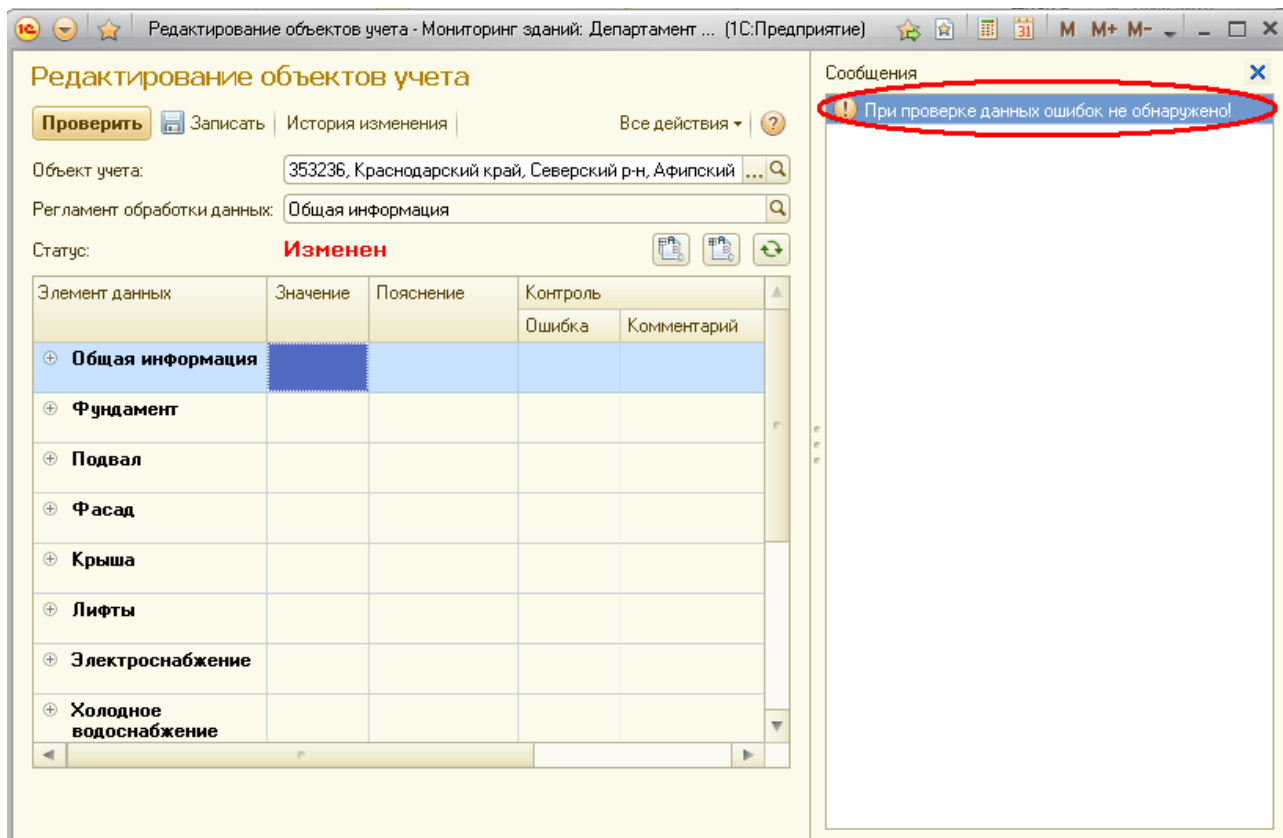 Редактирование объектов учета - Мониторинг зданий: Департамент ... (1С:Предприятие)
31 M M+ M-
Редактирование объектов учета
Проверить Записать История изменения Все действия ?
Объект учета: 353236, Краснодарский край, Северский р-н, Афипский ...
Регламент обработки данных: Общая информация
Статус: Изменен
Элемент данных Значение Пояснение Контроль
Ошибка Комментарий
Общая информация
Фундамент
Подвал
Фасад
Крыша
Лифты
Электроснабжение
Холодное
водоснабжение
Сообщения
При проверке данных ошибок не обнаружено!